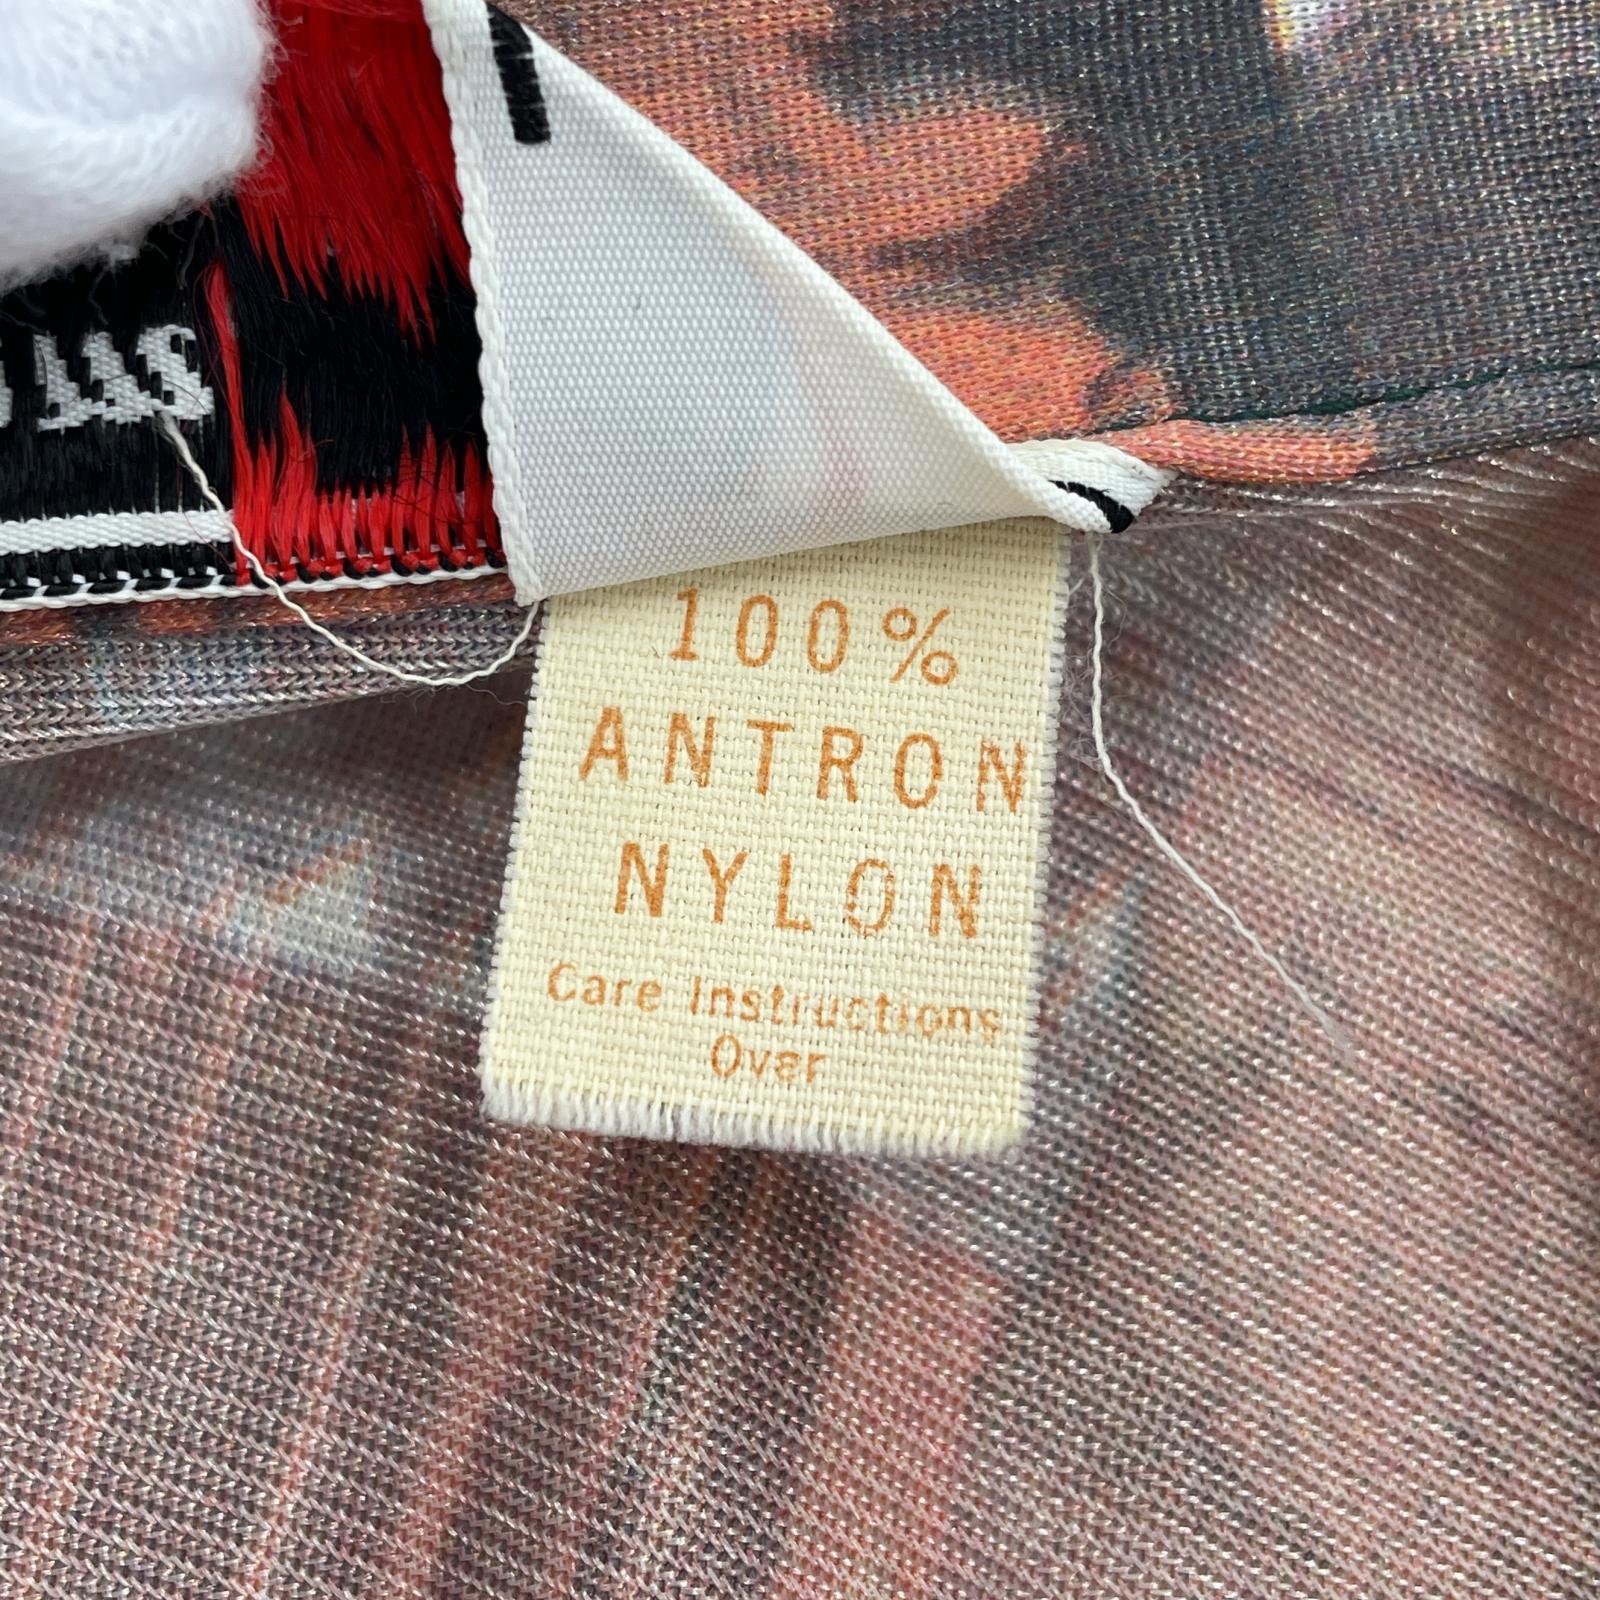 100%
ANTRON
NYLON
Care Instructions
Over